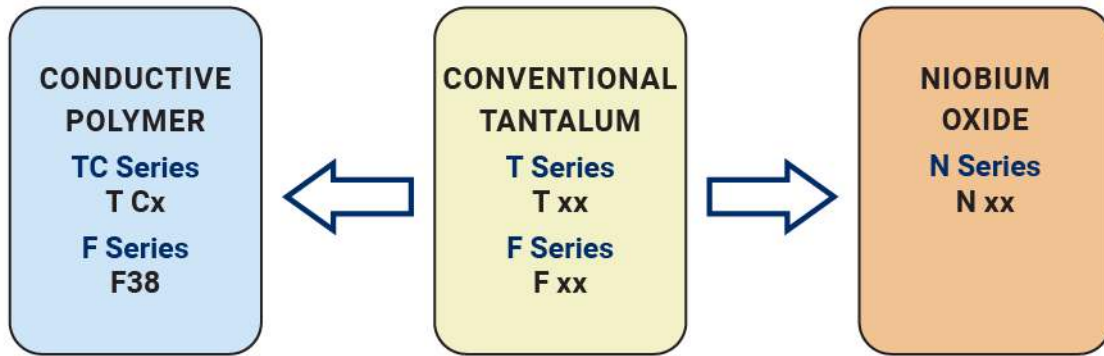 CONDUCTIVE
POLYMER
TC Series
T Cx
F Series
F38
CONVENTIONAL
TANTALUM
T Series
T xx
F Series
F xx
NIOBIUM
OXIDE
N Series
N xx